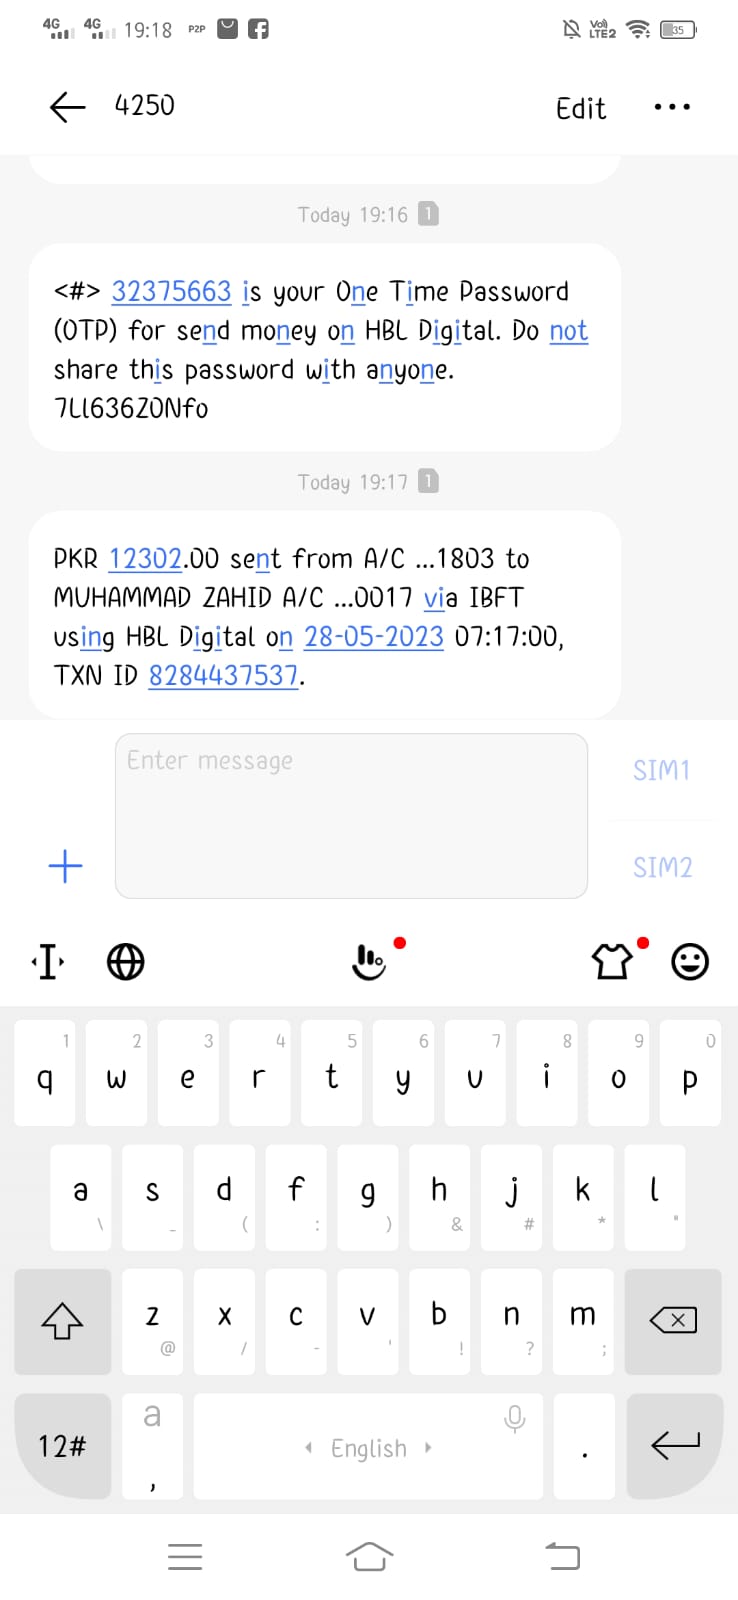 4G 4G 19:18 P2P Vo) LTE2 35
4250 Edit
Today 19:16 1
<#> 32375663 is your One Time Password
(OTP) for send money on HBL Digital. Do not
share this password with anyone.
7Ll636ZONfo
Today 19:17 1
PKR 12302.00 sent from A/C ...1803 to
MUHAMMAD ZAHID A/C ...0017 via IBFT
using HBL Digital on 28-05-2023 07:17:00,
TXN ID 8284437537.
Enter message
SIM1
SIM2
1 2 3 4 5 6 7 8 9 0
q w e r t y u i o p
a s d f g h j k l
\ _ ( : ) & # * "
z x c v b n m
@ / - ' ! ? ;
12# a , English .